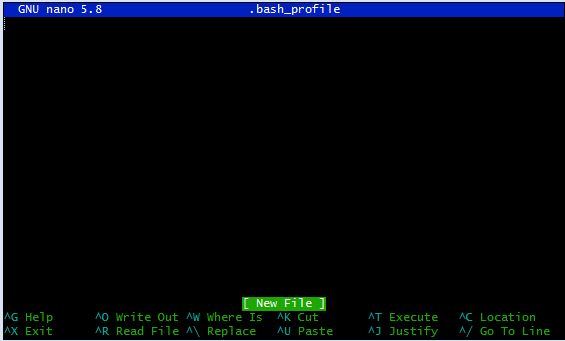 GNU nano 5.8 .bash_profile
[ New File ]
^G Help ^O Write Out ^W Where Is ^K Cut ^T Execute ^C Location
^X Exit ^R Read File ^\ Replace ^U Paste ^J Justify ^/ Go To Line